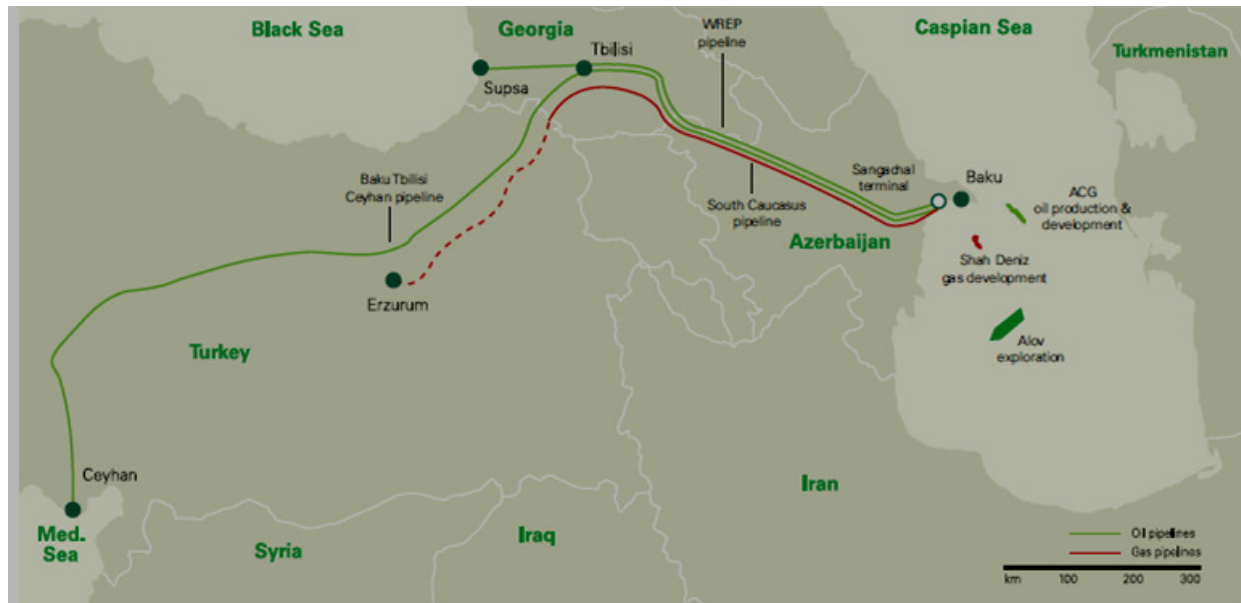 Black Sea
Georgia
WREP
pipeline
Caspian Sea
Turkmenistan
Tbilisi
Supsa
Baku Tbilisi
Ceyhan pipeline
Sangachal
terminal
Baku
ACG
oil production &
development
South Caucasus
pipeline
Azerbaijan
Shah Deniz
gas development
Erzurum
Turkey
Alov
exploration
Ceyhan
Iran
Med.
Sea
Syria
Iraq
Oil pipelines
Gas pipelines
km 100 200 300